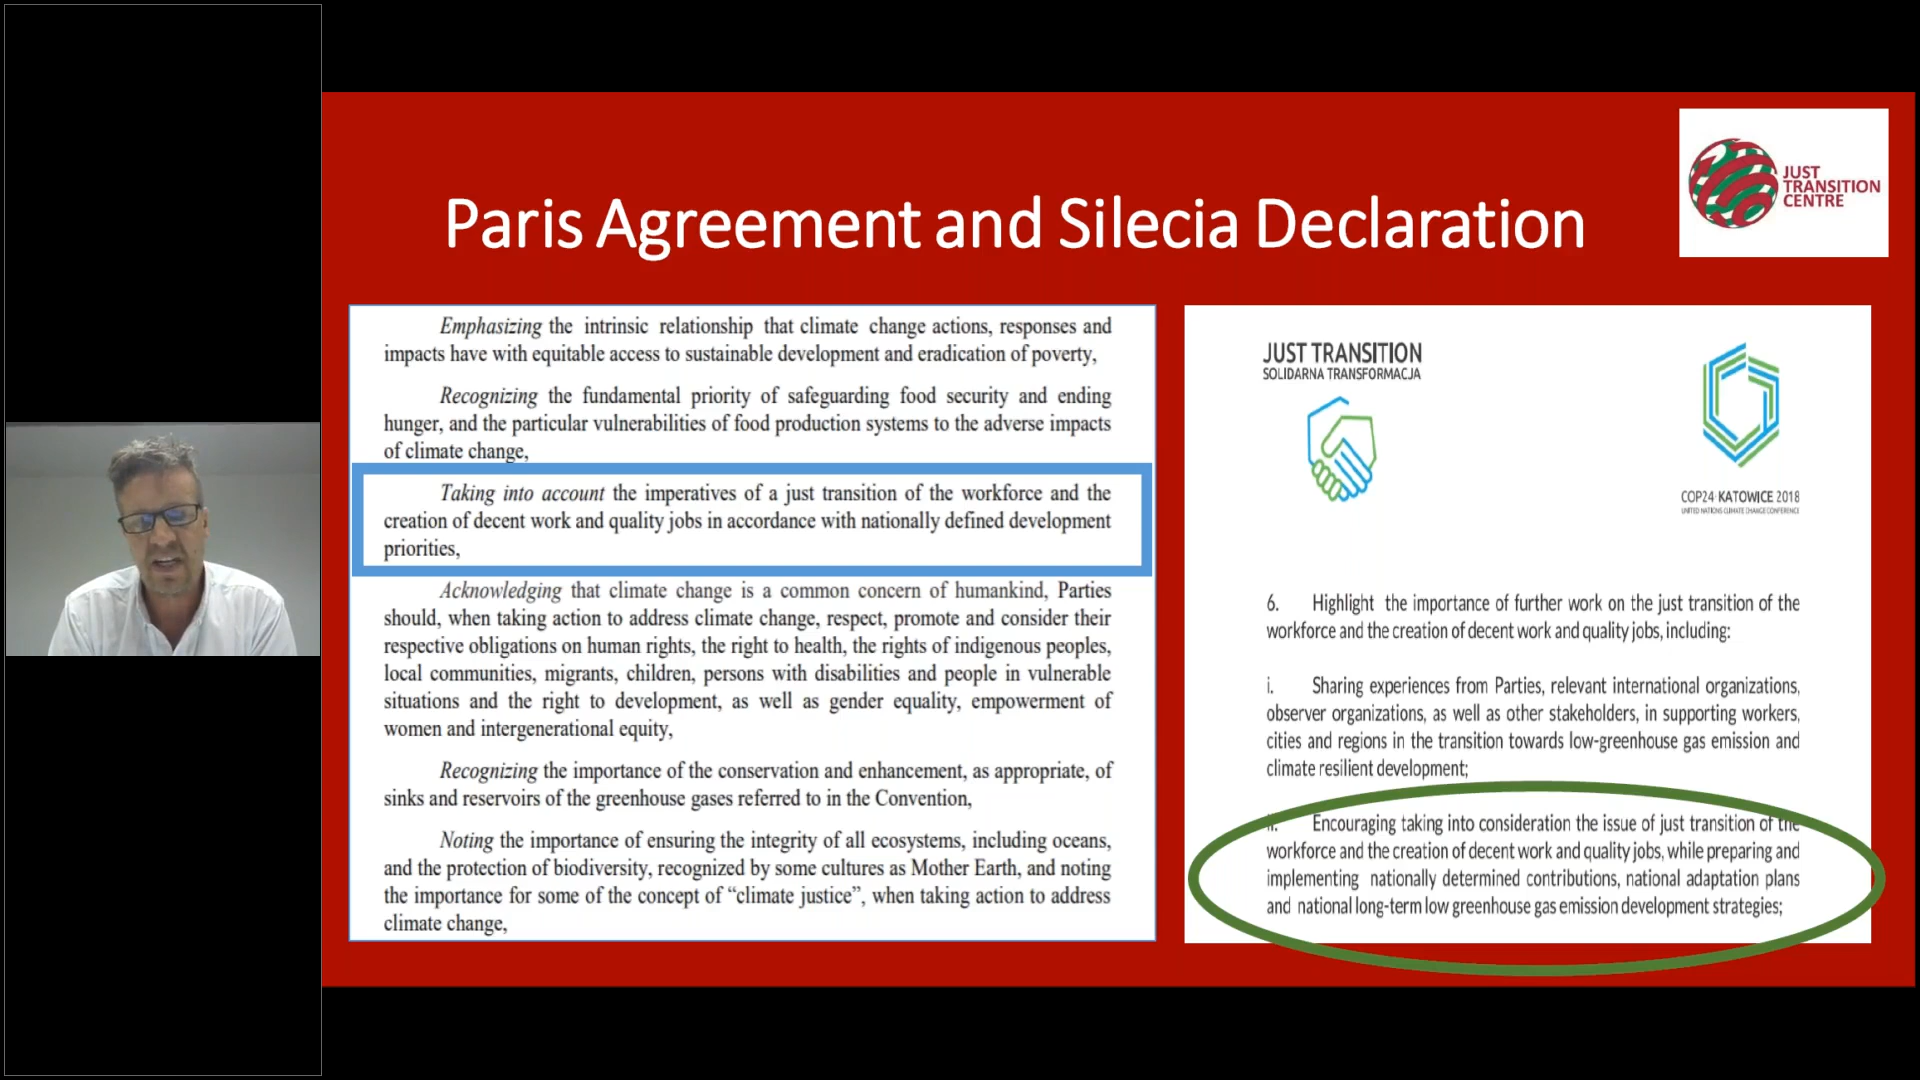 Paris Agreement and Silecia Declaration
JUST
TRANSITION
CENTRE
Emphasizing the intrinsic relationship that climate change actions, responses and
impacts have with equitable access to sustainable development and eradication of poverty,
Recognizing the fundamental priority of safeguarding food security and ending
hunger, and the particular vulnerabilities of food production systems to the adverse impacts
of climate change,
Taking into account the imperatives of a just transition of the workforce and the
creation of decent work and quality jobs in accordance with nationally defined development
priorities,
Acknowledging that climate change is a common concern of humankind, Parties
should, when taking action to address climate change, respect, promote and consider their
respective obligations on human rights, the right to health, the rights of indigenous peoples,
local communities, migrants, children, persons with disabilities and people in vulnerable
situations and the right to development, as well as gender equality, empowerment of
women and intergenerational equity,
Recognizing the importance of the conservation and enhancement, as appropriate, of
sinks and reservoirs of the greenhouse gases referred to in the Convention,
Noting the importance of ensuring the integrity of all ecosystems, including oceans,
and the protection of biodiversity, recognized by some cultures as Mother Earth, and noting
the importance for some of the concept of “climate justice”, when taking action to address
climate change,
JUST TRANSITION
SOLIDARNA TRANSFORMACJA
COP24 KATOWICE 2018
UNITED NATIONS CLIMATE CHANGE CONFERENCE
6. Highlight the importance of further work on the just transition of the
workforce and the creation of decent work and quality jobs, including:
i. Sharing experiences from Parties, relevant international organizations,
observer organizations, as well as other stakeholders, in supporting workers,
cities and regions in the transition towards low-greenhouse gas emission and
climate resilient development;
ii. Encouraging taking into consideration the issue of just transition of the
workforce and the creation of decent work and quality jobs, while preparing and
implementing nationally determined contributions, national adaptation plans
and national long-term low greenhouse gas emission development strategies;